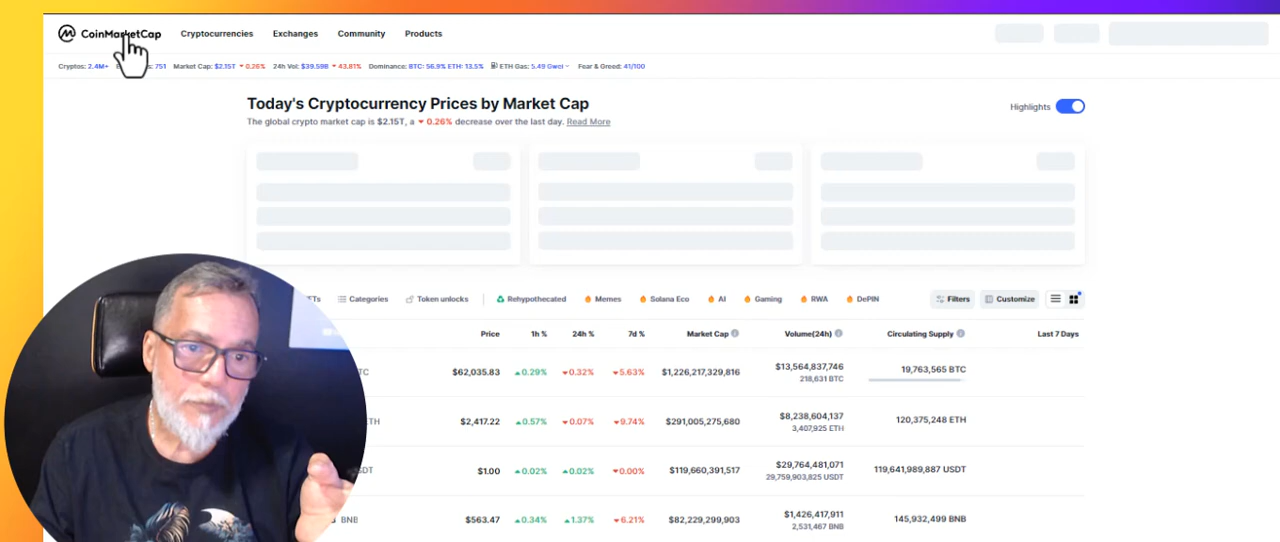 CoinMarketCap Cryptocurrencies Exchanges Community Products
Cryptos: 2.4M+ 751 Market Cap: $2.15T 0.26% 24h Vol: $39.59B 43.81% Dominance: BTC: 56.9% ETH: 13.5% ETH Gas: 5.49 Gwei Fear & Greed: 41/100
Today's Cryptocurrency Prices by Market Cap
Highlights
The global crypto market cap is $2.15T, a 0.26% decrease over the last day. Read More
Categories Token unlocks Rehypothecated Memes Solana Eco AI Gaming RWA DePIN Filters Customize
Price 1h % 24h % 7d % Market Cap Volume(24h) Circulating Supply Last 7 Days
TC $62,035.83 0.29% 0.32% 5.63% $1,226,217,329,816 $13,564,837,746 19,763,565 BTC
218,631 BTC
ETH $2,417.22 0.57% 0.07% 9.74% $291,005,275,680 $8,238,604,137 120,375,248 ETH
3,407,925 ETH
SDT $1.00 0.02% 0.02% 0.00% $119,660,391,517 $29,764,481,071 119,641,989,887 USDT
29,759,903,825 USDT
BNB $563.47 0.34% 1.37% 6.21% $82,229,299,903 $1,426,417,911 145,932,499 BNB
2,531,467 BNB